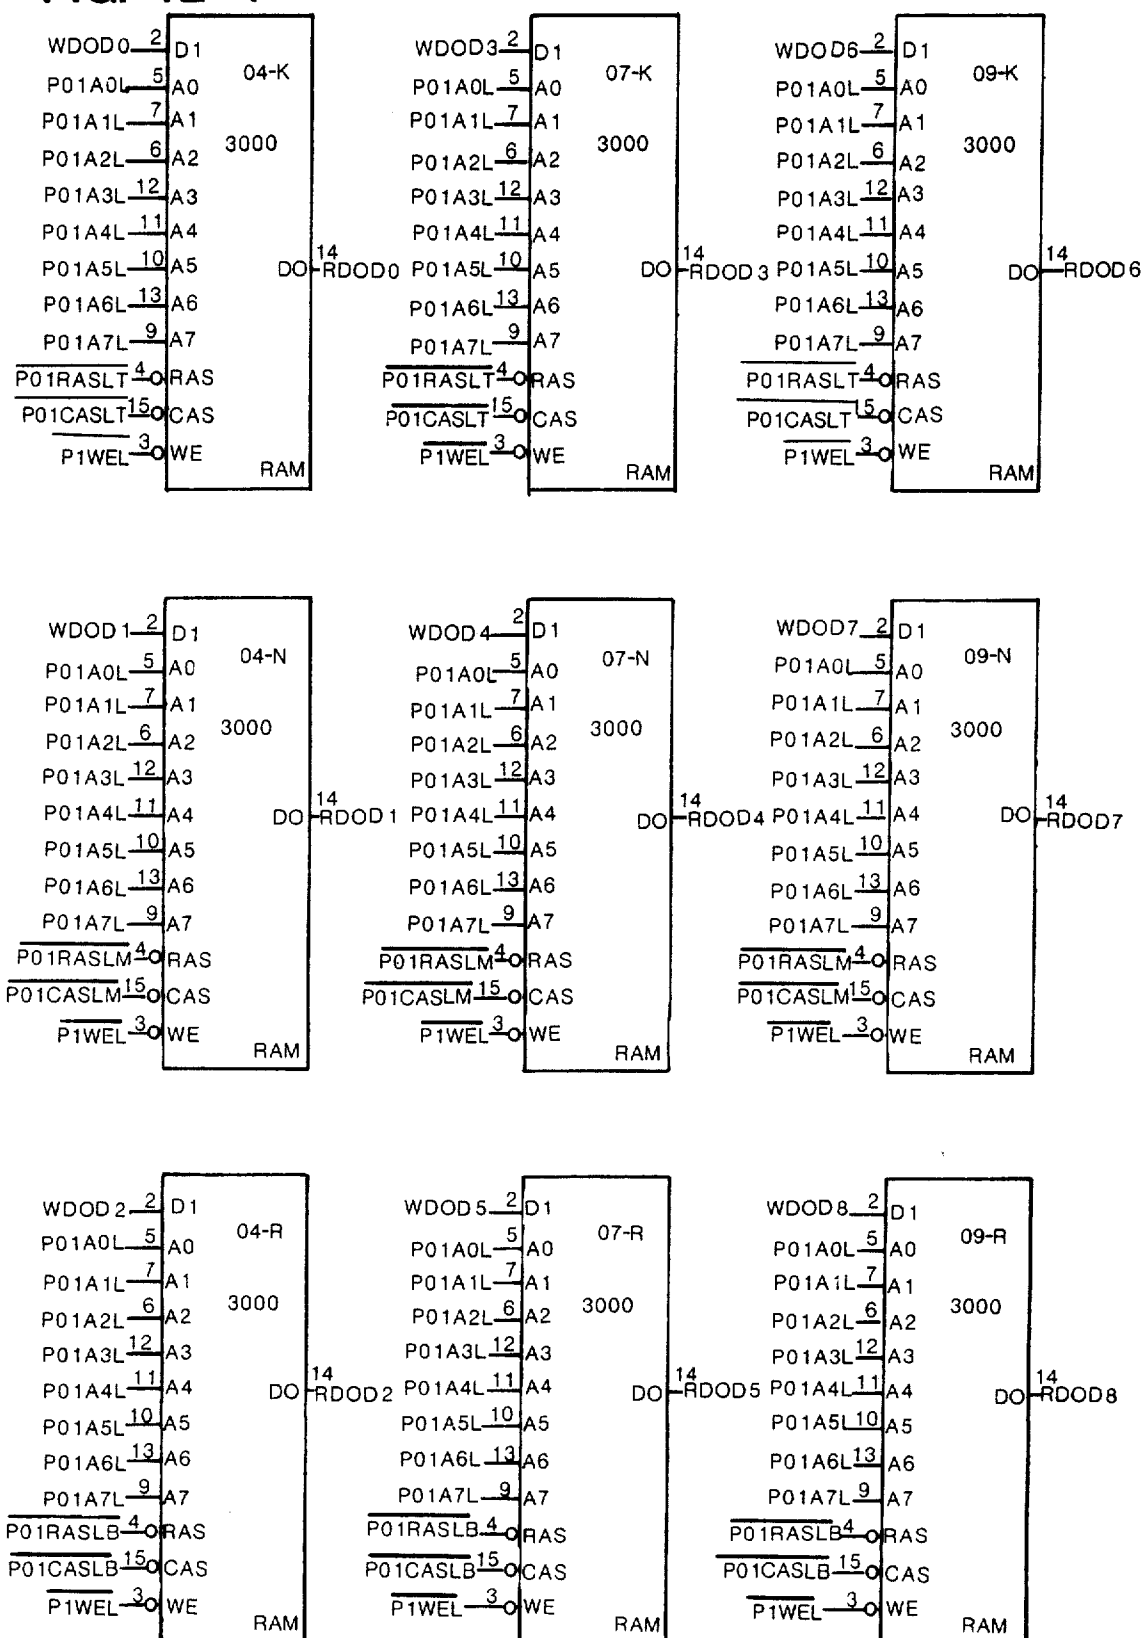 WDOD0 2 D1
04-K
P01A0L 5 A0
P01A1L 7 A1
3000
P01A2L 6 A2
P01A3L 12 A3
P01A4L 11 A4
P01A5L 10 A5
DO 14 RDOD0
P01A6L 13 A6
P01A7L 9 A7
P01RASLT 4 RAS
P01CASLT 15 CAS
P1WEL 3 WE
RAM
WDOD3 2 D1
07-K
P01A0L 5 A0
P01A1L 7 A1
3000
P01A2L 6 A2
P01A3L 12 A3
P01A4L 11 A4
P01A5L 10 A5
DO 14 RDOD3
P01A6L 13 A6
P01A7L 9 A7
P01RASLT 4 RAS
P01CASLT 15 CAS
P1WEL 3 WE
RAM
WDOD6 2 D1
09-K
P01A0L 5 A0
P01A1L 7 A1
3000
P01A2L 6 A2
P01A3L 12 A3
P01A4L 11 A4
P01A5L 10 A5
DO 14 RDOD6
P01A6L 13 A6
P01A7L 9 A7
P01RASLT 4 RAS
P01CASLT 15 CAS
P1WEL 3 WE
RAM
WDOD1 2 D1
04-N
P01A0L 5 A0
P01A1L 7 A1
3000
P01A2L 6 A2
P01A3L 12 A3
P01A4L 11 A4
DO 14 RDOD1
P01A5L 10 A5
P01A6L 13 A6
P01A7L 9 A7
P01RASLM 4 RAS
P01CASLM 15 CAS
P1WEL 3 WE
RAM
WDOD4 2 D1
07-N
P01A0L 5 A0
P01A1L 7 A1
3000
P01A2L 6 A2
P01A3L 12 A3
P01A4L 11 A4
DO 14 RDOD4
P01A5L 10 A5
P01A6L 13 A6
P01A7L 9 A7
P01RASLM 4 RAS
P01CASLM 15 CAS
P1WEL 3 WE
RAM
WDOD7 2 D1
09-N
P01A0L 5 A0
P01A1L 7 A1
3000
P01A2L 6 A2
P01A3L 12 A3
P01A4L 11 A4
DO 14 RDOD7
P01A5L 10 A5
P01A6L 13 A6
P01A7L 9 A7
P01RASLM 4 RAS
P01CASLM 15 CAS
P1WEL 3 WE
RAM
WDOD2 2 D1
04-R
P01A0L 5 A0
P01A1L 7 A1
3000
P01A2L 6 A2
P01A3L 12 A3
P01A4L 11 A4
DO 14 RDOD2
P01A5L 10 A5
P01A6L 13 A6
P01A7L 9 A7
P01RASLB 4 RAS
P01CASLB 15 CAS
P1WEL 3 WE
RAM
WDOD5 2 D1
07-R
P01A0L 5 A0
P01A1L 7 A1
3000
P01A2L 6 A2
P01A3L 12 A3
P01A4L 11 A4
DO 14 RDOD5
P01A5L 10 A5
P01A6L 13 A6
P01A7L 9 A7
P01RASLB 4 RAS
P01CASLB 15 CAS
P1WEL 3 WE
RAM
WDOD8 2 D1
09-R
P01A0L 5 A0
P01A1L 7 A1
3000
P01A2L 6 A2
P01A3L 12 A3
P01A4L 11 A4
DO 14 RDOD8
P01A5L 10 A5
P01A6L 13 A6
P01A7L 9 A7
P01RASLB 4 RAS
P01CASLB 15 CAS
P1WEL 3 WE
RAM